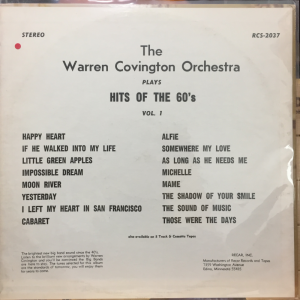 STEREO
RCS-2037
The
Warren Covington Orchestra
PLAYS
HITS OF THE 60's
VOL. 1
HAPPY HEART
IF HE WALKED INTO MY LIFE
LITTLE GREEN APPLES
IMPOSSIBLE DREAM
MOON RIVER
YESTERDAY
I LEFT MY HEART IN SAN FRANCISCO
CABARET
ALFIE
SOMEWHERE MY LOVE
AS LONG AS HE NEEDS ME
MICHELLE
MAME
THE SHADOW OF YOUR SMILE
THE SOUND OF MUSIC
THOSE WERE THE DAYS
also available on 8 Track & Cassette Tapes